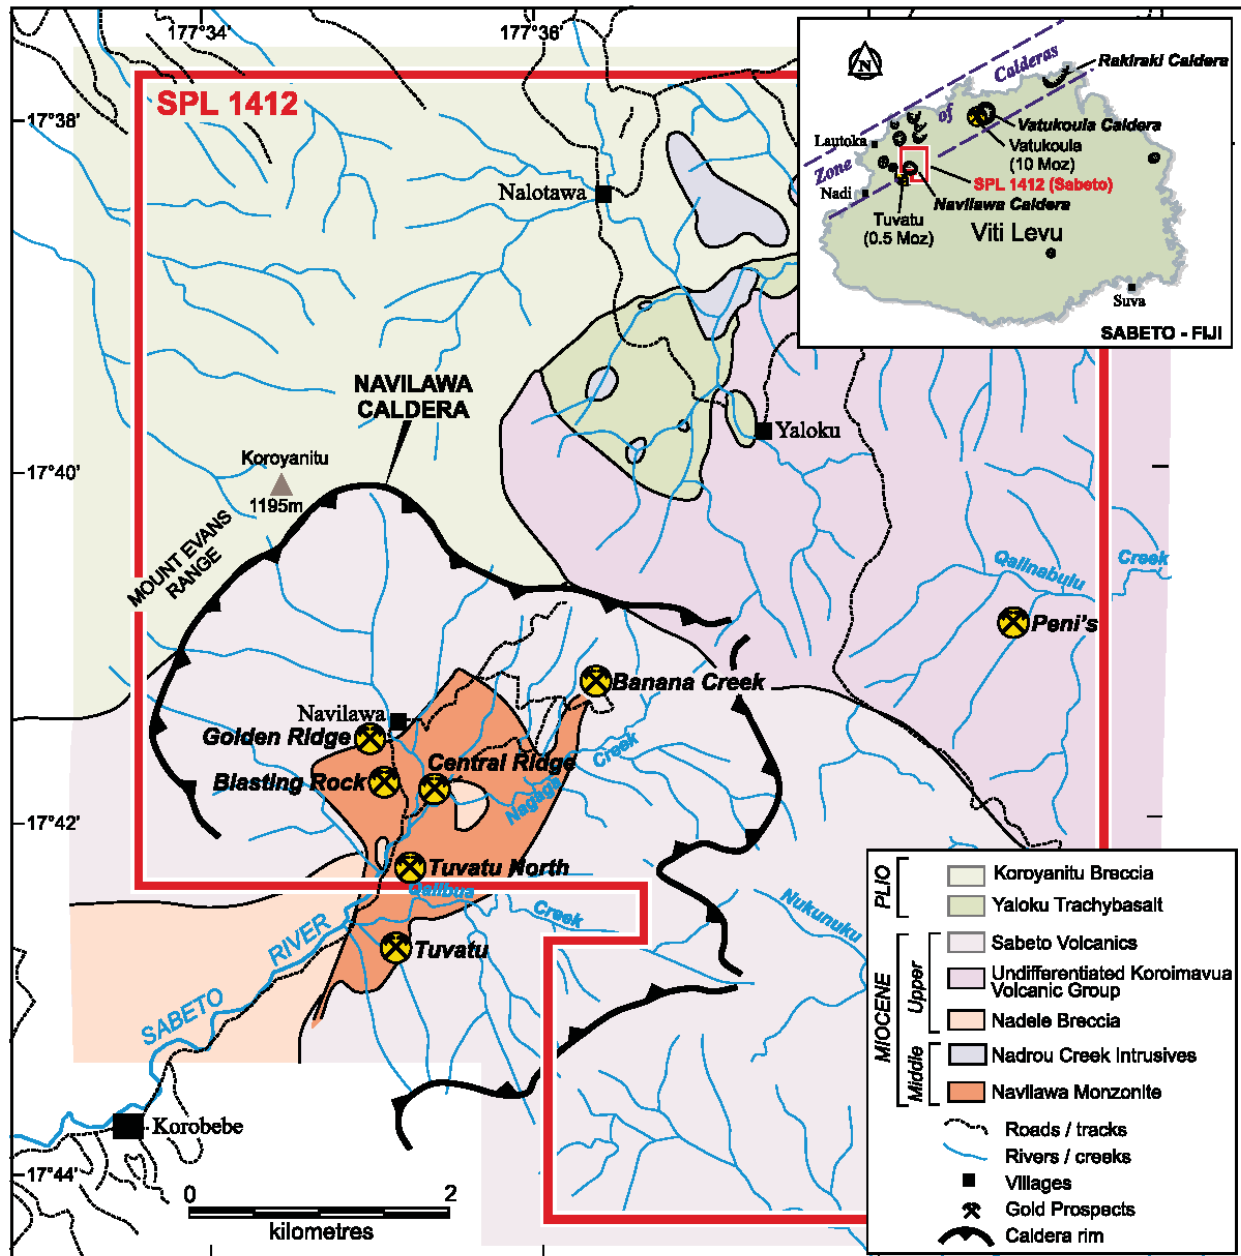 177°34'
177°36'
SPL 1412
17°38'
Nalotawa
N
Zone
of
Calderas
Rakiraki Caldera
Lautoka
Vatukoula Caldera
Vatukoula
(10 Moz)
SPL 1412 (Sabeto)
Nadi
Navilawa Caldera
Tuvatu
(0.5 Moz)
Viti Levu
Suva
SABETO - FIJI
NAVILAWA
CALDERA
Yaloku
17°40'
Koroyanitu
1195m
MOUNT EVANS
RANGE
Qalinabulu
Creek
Peni's
Banana Creek
Navilawa
Golden Ridge
Central Ridge
Creek
Blasting Rock
Nagaga
17°42'
Tuvatu North
Qalibua
Creek
Nukunuku
SABETO
RIVER
Tuvatu
Korobebe
17°44'
0
2
kilometres
PLIO
Koroyanitu Breccia
Yaloku Trachybasalt
MIOCENE
Upper
Sabeto Volcanics
Undifferentiated Koroimavua
Volcanic Group
Nadele Breccia
Middle
Nadrou Creek Intrusives
Navilawa Monzonite
Roads / tracks
Rivers / creeks
Villages
Gold Prospects
Caldera rim